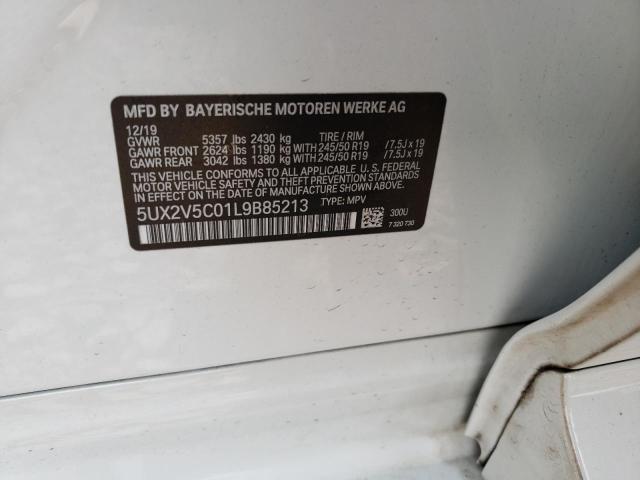 MFD BY BAYERISCHE MOTOREN WERKE AG
12/19
GVWR 5357 lbs 2430 kg TIRE / RIM
GAWR FRONT 2624 lbs 1190 kg WITH 245/50 R19 / 7.5J x 19
GAWR REAR 3042 lbs 1380 kg WITH 245/50 R19 / 7.5J x 19
THIS VEHICLE CONFORMS TO ALL APPLICABLE U. S. FEDERAL
MOTOR VEHICLE SAFETY STANDARDS
IN EFFECT ON THE DATE OF MANUFACTURE SHOWN ABOVE.
5UX2V5C01L9B85213 TYPE: MPV
300U
7 320 730